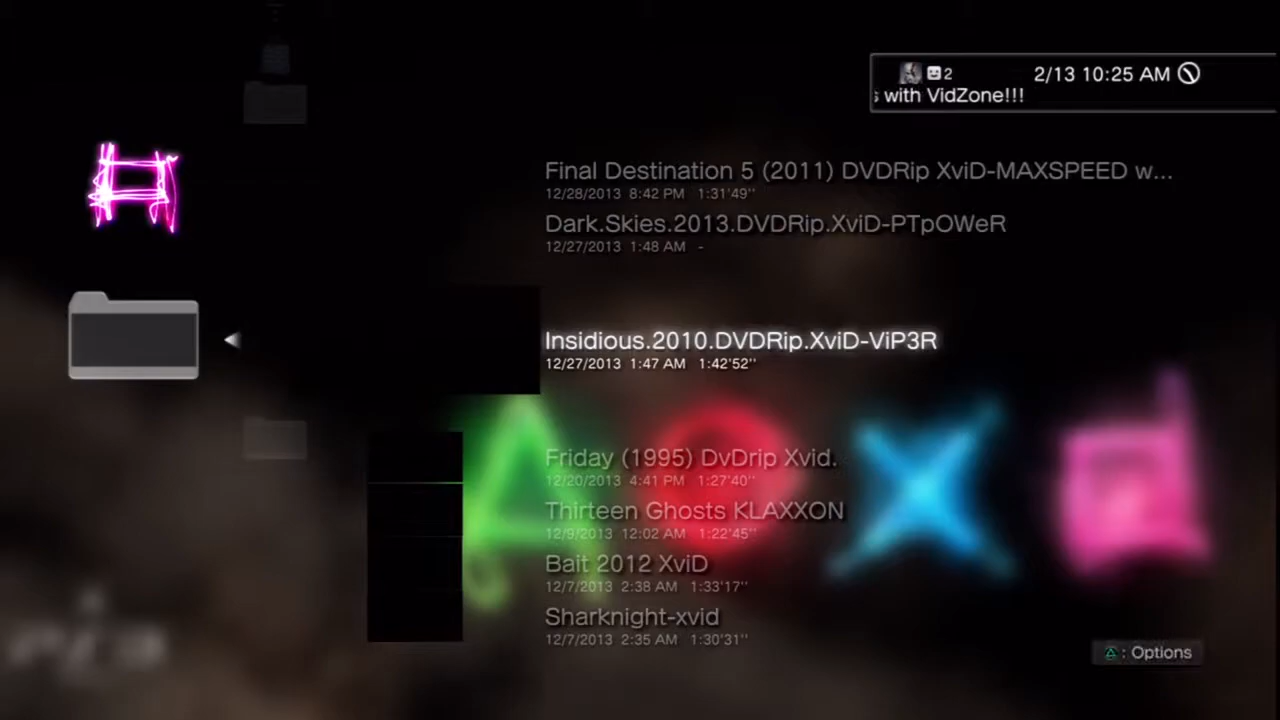 2
2/13 10:25 AM
s with VidZone!!!
Final Destination 5 (2011) DVDRip XviD-MAXSPEED w...
12/28/2013 8:42 PM 1:31'49"
Dark.Skies.2013.DVDRip.XviD-PTpOWeR
12/27/2013 1:48 AM -
Insidious.2010.DVDRip.XviD-ViP3R
12/27/2013 1:47 AM 1:42'52"
Friday (1995) DvDrip Xvid.
12/20/2013 4:41 PM 1:27'40"
Thirteen Ghosts KLAXXON
12/9/2013 12:02 AM 1:22'45"
Bait 2012 XviD
12/7/2013 2:38 AM 1:33'17"
Sharknight-xvid
12/7/2013 2:35 AM 1:30'31"
PS3
: Options